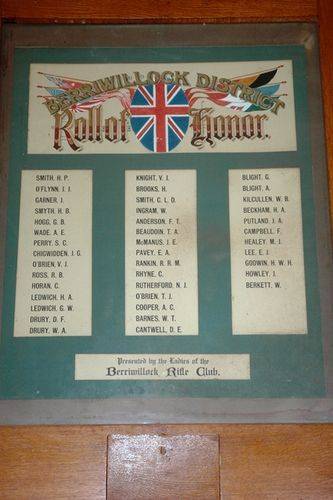 BERRIWILLOCK DISTRICT
Roll of Honor.
SMITH, H. P.
O'FLYNN, J. J.
GARNER, J.
SMYTH, H. B.
HOGG, G. B.
WADE, A. E.
PERRY, S. C.
CHIGWIDDEN, J. G.
O'BRIEN, V. J.
ROSS, R. B.
HORAN, C.
LEDWICH, H. A.
LEDWICH, G. W.
DRURY, D. F.
DRURY, W. A.
KNIGHT, V. J.
BROOKS, H.
SMITH, C. L. O.
INGRAM, W.
ANDERSON, F. T.
BEAUDOIN, T. A.
McMANUS, J. E.
PAVEY, E. A.
RANKIN, R. R. M.
RHYNE, C.
RUTHERFORD, N. J.
O'BRIEN, T. J.
COOPER, A. C.
BARNES, W. T.
CANTWELL, D. E.
BLIGHT, G.
BLIGHT, A.
KILCULLEN, W. B.
BECKHAM, H. A.
PUTLAND, J. A.
CAMPBELL, F.
HEALEY, M. J.
LEE, E. J.
GODWIN, H. W. H.
HOWLEY, J.
BERKETT, W.
Presented by the Ladies of the
Berriwillock Rifle Club.